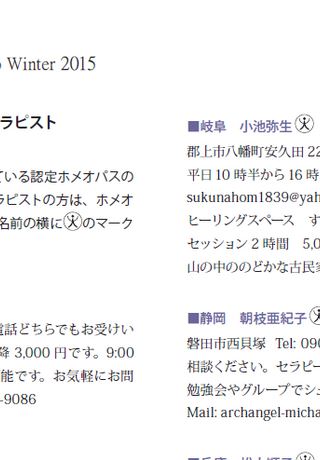 Winter 2015
ラピスト
ている認定ホメオパスの
ラピストの方は、ホメオ
名前の横に のマーク
電話どちらでもお受けい
降 3,000 円です。9:00
能です。お気軽にお問
-9086
■岐阜 小池弥生
郡上市八幡町安久田 22
平日 10 時半から 16 時
sukunahom1839@yah
ヒーリングスペース す
セッション 2 時間 5,0
山の中ののどかな古民家
■静岡 朝枝亜紀子
磐田市西貝塚 Tel: 090
相談ください。セラピー
勉強会やグループでシェ
Mail: archangel-micha